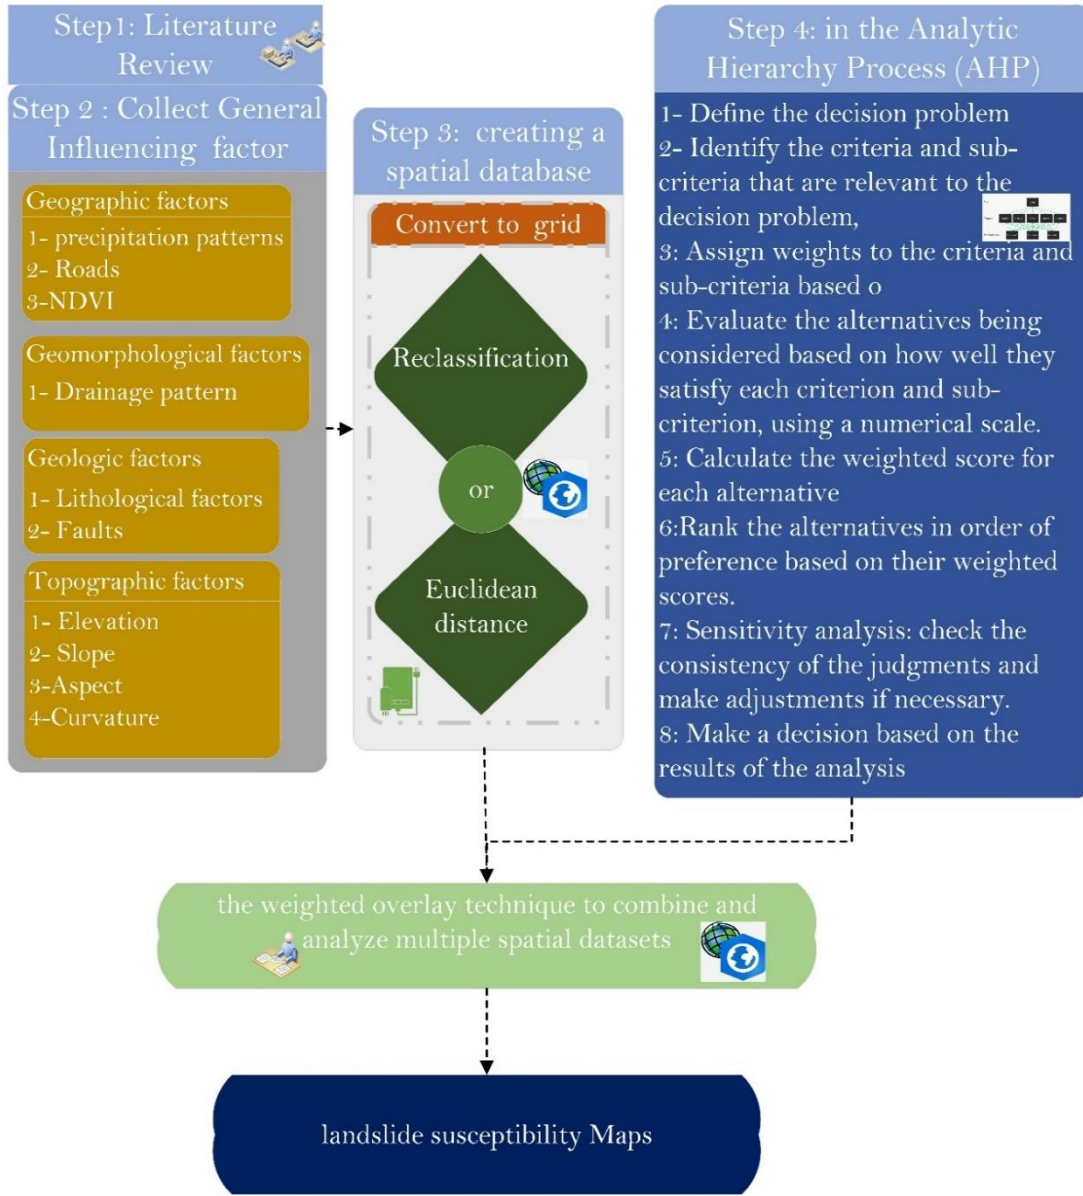 Step1: Literature
Review
Step 2 : Collect General
Influencing factor
Geographic factors
1- precipitation patterns
2- Roads
3-NDVI
Geomorphological factors
1- Drainage pattern
Geologic factors
1- Lithological factors
2- Faults
Topographic factors
1- Elevation
2- Slope
3-Aspect
4-Curvature
Step 3: creating a
spatial database
Convert to grid
Reclassification
or
Euclidean
distance
Step 4: in the Analytic
Hierarchy Process (AHP)
1- Define the decision problem
2- Identify the criteria and sub-
criteria that are relevant to the
decision problem,
3: Assign weights to the criteria and
sub-criteria based o
4: Evaluate the alternatives being
considered based on how well they
satisfy each criterion and sub-
criterion, using a numerical scale.
5: Calculate the weighted score for
each alternative
6:Rank the alternatives in order of
preference based on their weighted
scores.
7: Sensitivity analysis: check the
consistency of the judgments and
make adjustments if necessary.
8: Make a decision based on the
results of the analysis
the weighted overlay technique to combine and
analyze multiple spatial datasets
landslide susceptibility Maps